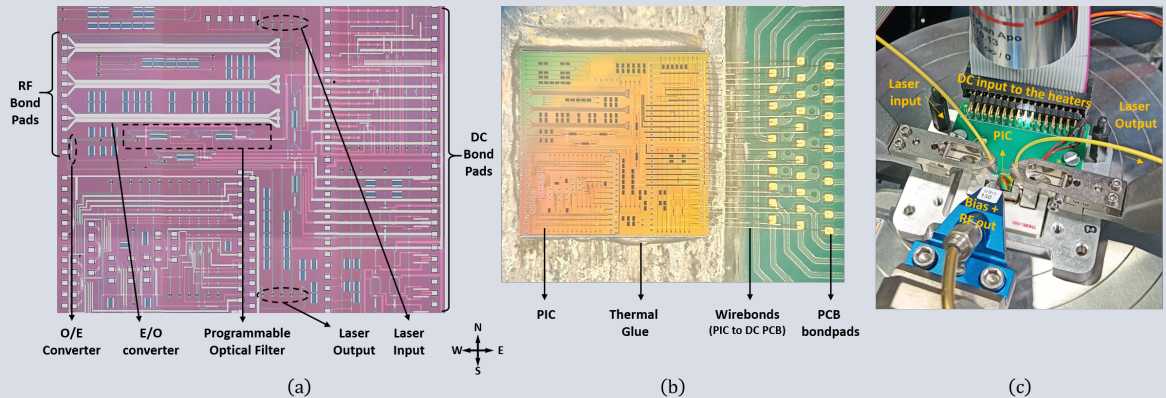 RF
Bond
Pads
DC
Bond
Pads
O/E
Converter
E/O
converter
Programmable
Optical Filter
Laser
Output
Laser
Input
N
W E
S
(a)
PIC
Thermal
Glue
Wirebonds
(PIC to DC PCB)
PCB
bondpads
(b)
DC input to the heaters
Laser
input
Laser
Output
PIC
Bias +
RF out
(c)